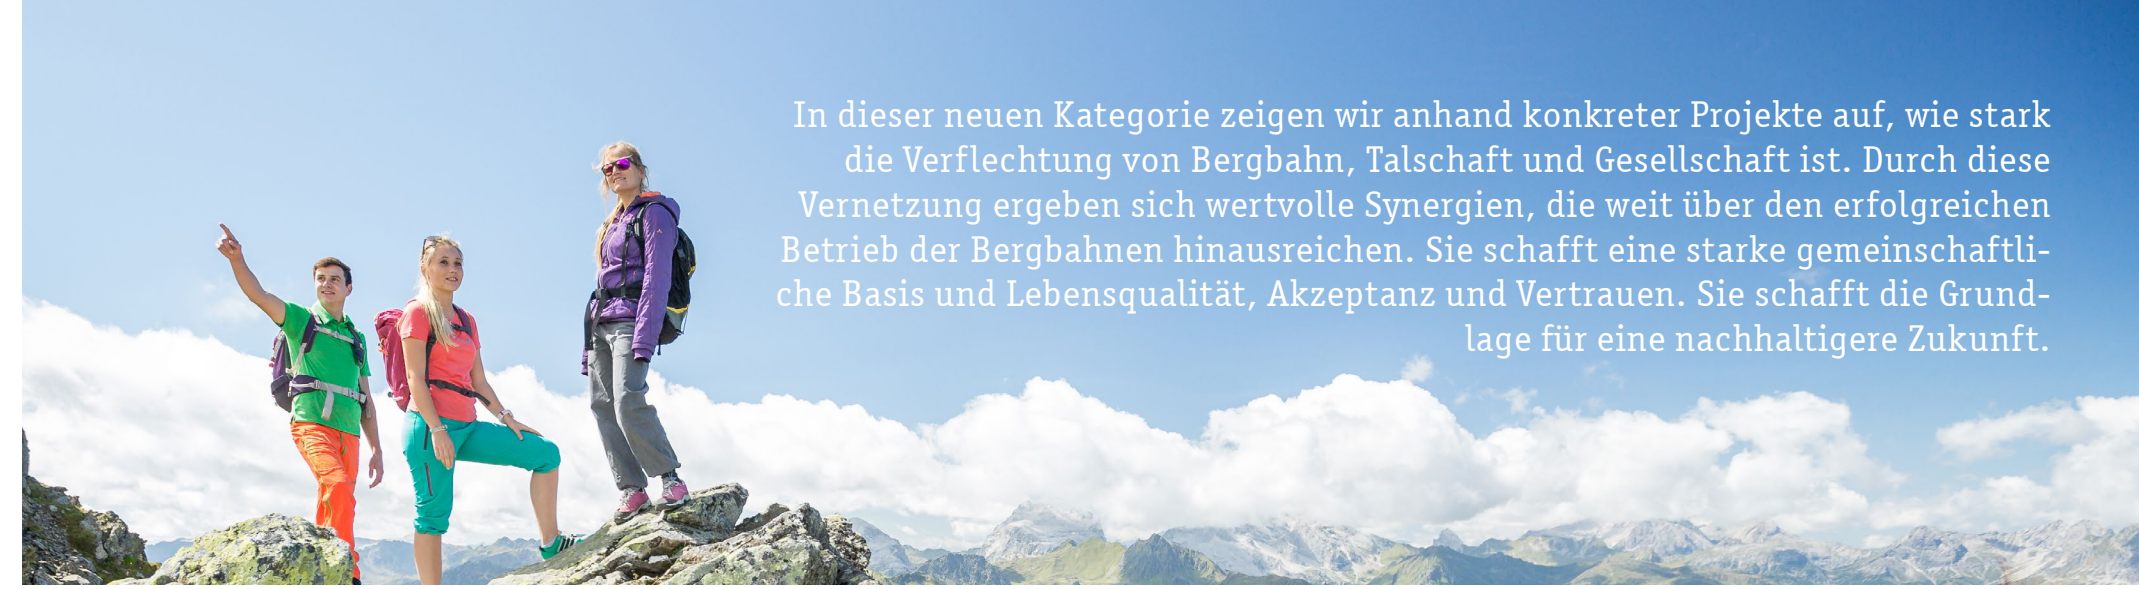 In dieser neuen Kategorie zeigen wir anhand konkreter Projekte auf, wie stark
die Verflechtung von Bergbahn, Talschaft und Gesellschaft ist. Durch diese
Vernetzung ergeben sich wertvolle Synergien, die weit über den erfolgreichen
Betrieb der Bergbahnen hinausreichen. Sie schafft eine starke gemeinschaftli-
che Basis und Lebensqualität, Akzeptanz und Vertrauen. Sie schafft die Grund-
lage für eine nachhaltigere Zukunft.